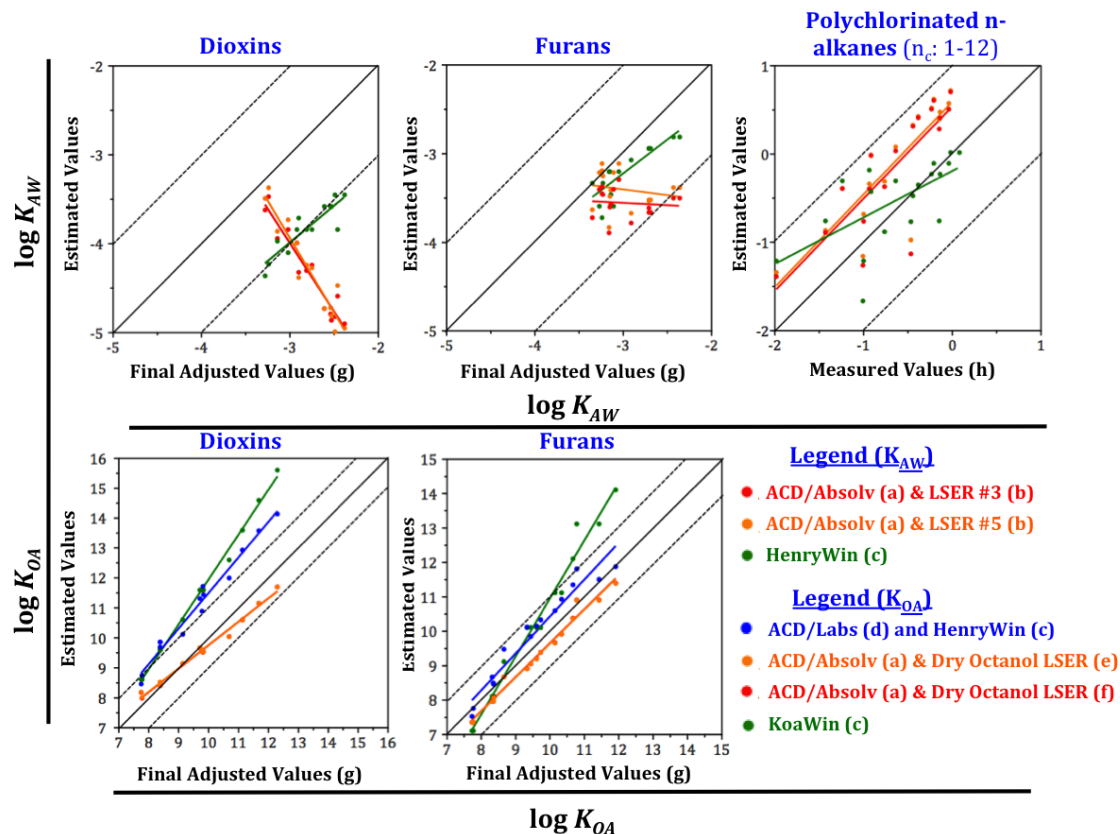 Dioxins
Furans
Polychlorinated n-
alkanes (nc: 1-12)
log KAW
Estimated Values
-2
-3
-4
-5
-5
-4
-3
-2
Final Adjusted Values (g)
Estimated Values
-2
-3
-4
-5
-5
-4
-3
-2
Final Adjusted Values (g)
Estimated Values
1
0
-1
-2
-2
-1
0
1
Measured Values (h)
log KAW
log KOA
Dioxins
Estimated Values
16
15
14
13
12
11
10
9
8
7
7
8
9
10
11
12
13
14
15
16
Final Adjusted Values (g)
Furans
Estimated Values
15
14
13
12
11
10
9
8
7
7
8
9
10
11
12
13
14
15
Final Adjusted Values (g)
log KOA
Legend (KAW)
ACD/Absolv (a) & LSER #3 (b)
ACD/Absolv (a) & LSER #5 (b)
HenryWin (c)
Legend (KOA)
ACD/Labs (d) and HenryWin (c)
ACD/Absolv (a) & Dry Octanol LSER (e)
ACD/Absolv (a) & Dry Octanol LSER (f)
KoaWin (c)